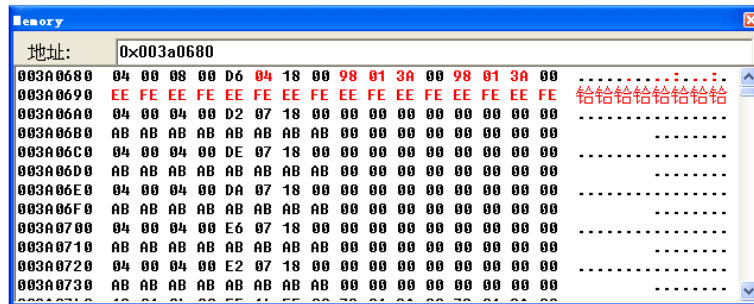 Memory
地址: 0x003a0680
003A0680 04 00 08 00 D6 04 18 00 98 01 3A 00 98 01 3A 00 ..........:...:.
003A0690 EE FE EE FE EE FE EE FE EE FE EE FE EE FE EE FE 铪铪铪铪铪铪铪铪
003A06A0 04 00 04 00 D2 07 18 00 00 00 00 00 00 00 00 00 ................
003A06B0 AB AB AB AB AB AB AB AB 00 00 00 00 00 00 00 00 ........
003A06C0 04 00 04 00 DE 07 18 00 00 00 00 00 00 00 00 00 ................
003A06D0 AB AB AB AB AB AB AB AB 00 00 00 00 00 00 00 00 ........
003A06E0 04 00 04 00 DA 07 18 00 00 00 00 00 00 00 00 00 ................
003A06F0 AB AB AB AB AB AB AB AB 00 00 00 00 00 00 00 00 ........
003A0700 04 00 04 00 E6 07 18 00 00 00 00 00 00 00 00 00 ................
003A0710 AB AB AB AB AB AB AB AB 00 00 00 00 00 00 00 00 ........
003A0720 04 00 04 00 E2 07 18 00 00 00 00 00 00 00 00 00 ................
003A0730 AB AB AB AB AB AB AB AB 00 00 00 00 00 00 00 00 ........